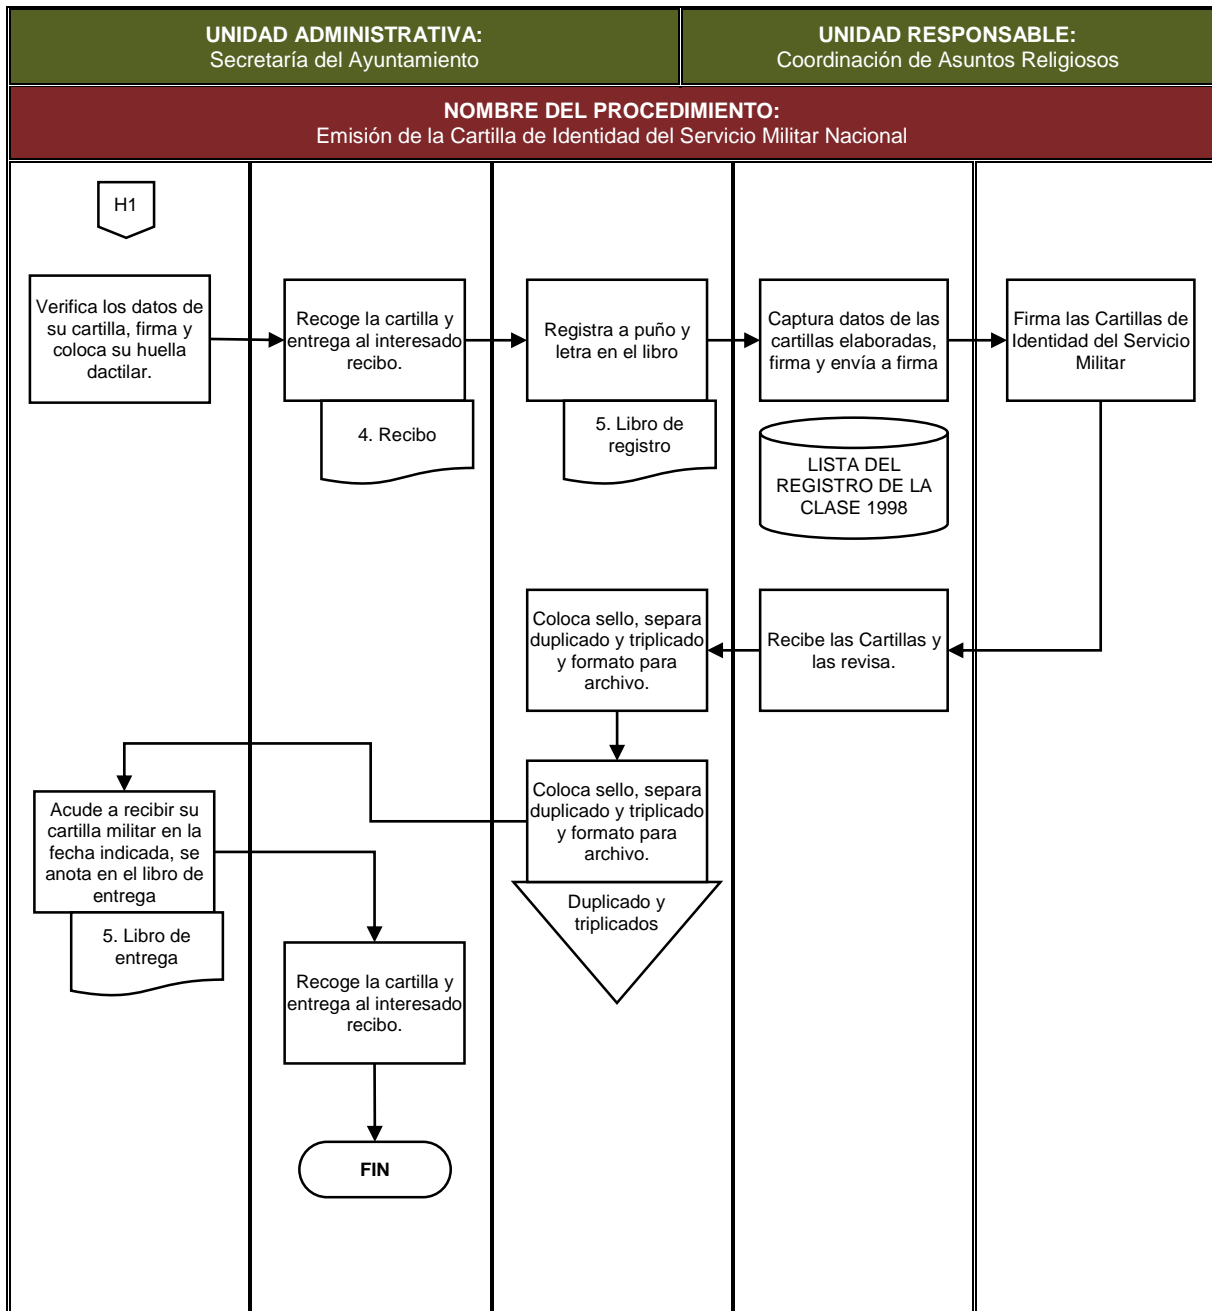 UNIDAD ADMINISTRATIVA:
Secretaría del Ayuntamiento
UNIDAD RESPONSABLE:
Coordinación de Asuntos Religiosos
NOMBRE DEL PROCEDIMIENTO:
Emisión de la Cartilla de Identidad del Servicio Militar Nacional
H1
Verifica los datos de
su cartilla, firma y
coloca su huella
dactilar.
Recoge la cartilla y
entrega al interesado
recibo.
4. Recibo
Registra a puño y
letra en el libro
5. Libro de
registro
Captura datos de las
cartillas elaboradas,
firma y envía a firma
LISTA DEL
REGISTRO DE LA
CLASE 1998
Firma las Cartillas de
Identidad del Servicio
Militar
Recibe las Cartillas y
las revisa.
Coloca sello, separa
duplicado y triplicado
y formato para
archivo.
Coloca sello, separa
duplicado y triplicado
y formato para
archivo.
Duplicado y
triplicados
Acude a recibir su
cartilla militar en la
fecha indicada, se
anota en el libro de
entrega
5. Libro de
entrega
Recoge la cartilla y
entrega al interesado
recibo.
FIN